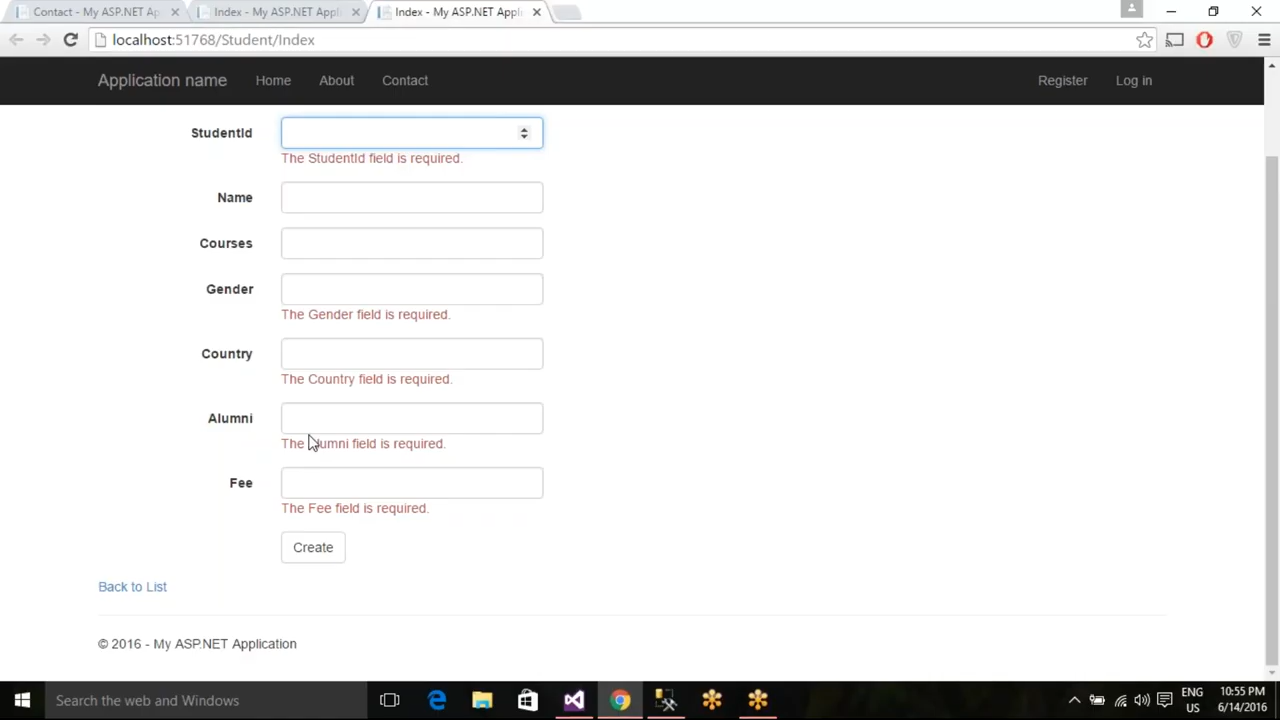 Contact - My ASP.NET Ap
Index - My ASP.NET Appl
Index - My ASP.NET Appli
localhost:51768/Student/Index
Application name Home About Contact Register Log in
StudentId
The StudentId field is required.
Name
Courses
Gender
The Gender field is required.
Country
The Country field is required.
Alumni
The Alumni field is required.
Fee
The Fee field is required.
Create
Back to List
© 2016 - My ASP.NET Application
Search the web and Windows
ENG
US
10:55 PM
6/14/2016